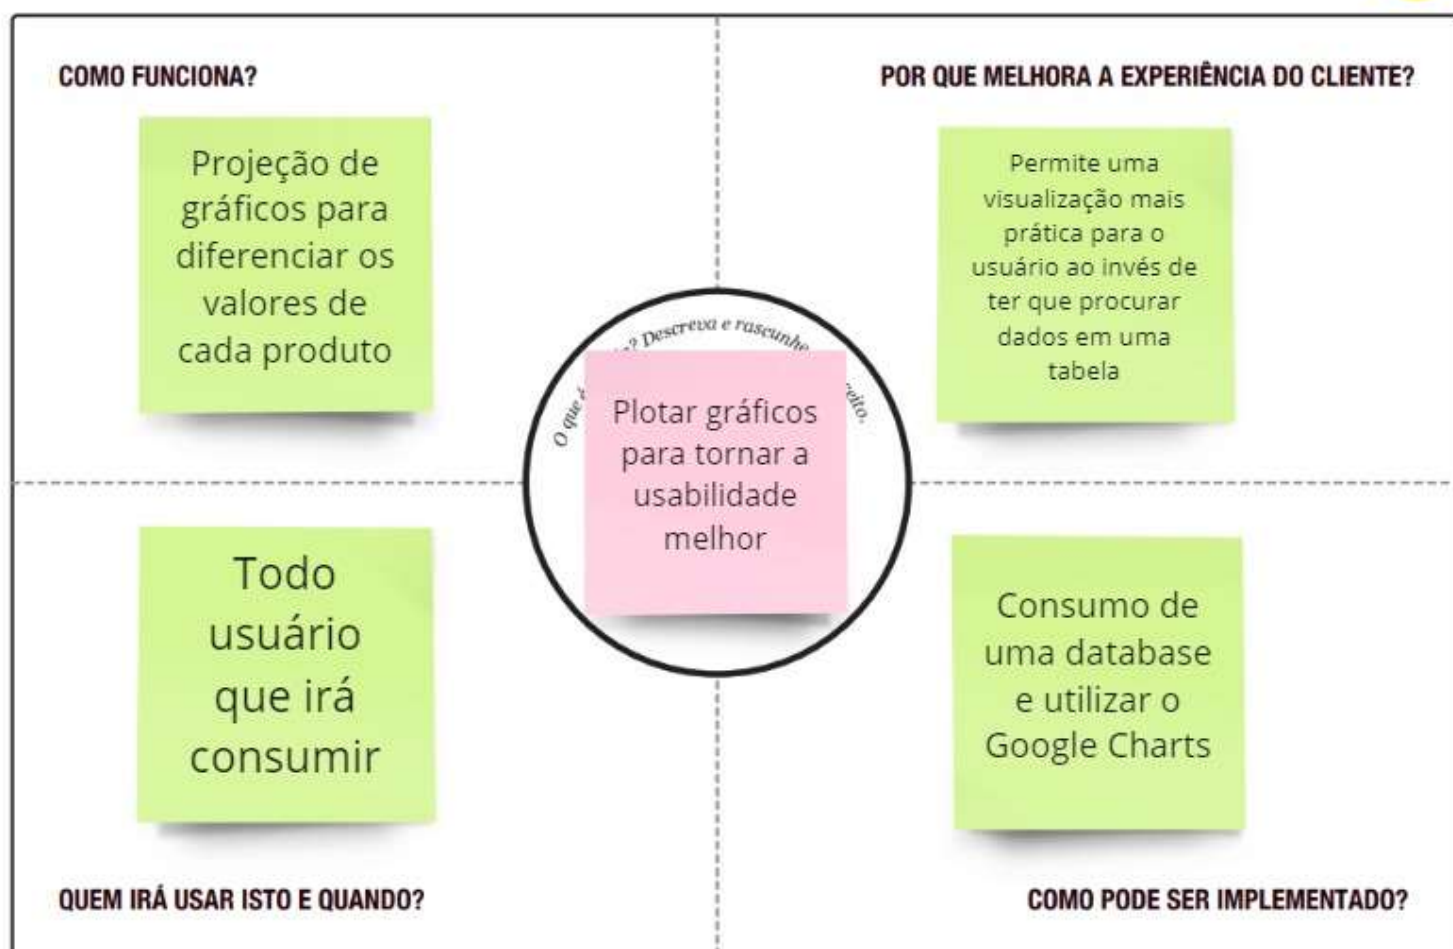 COMO FUNCIONA?
Projeção de
gráficos para
diferenciar os
valores de
cada produto
POR QUE MELHORA A EXPERIÊNCIA DO CLIENTE?
Permite uma
visualização mais
prática para o
usuário ao invés de
ter que procurar
dados em uma
tabela
O que é ? Descreva e rascunhe
Plotar gráficos
para tornar a
usabilidade
melhor
Todo
usuário
que irá
consumir
QUEM IRÁ USAR ISTO E QUANDO?
Consumo de
uma database
e utilizar o
Google Charts
COMO PODE SER IMPLEMENTADO?